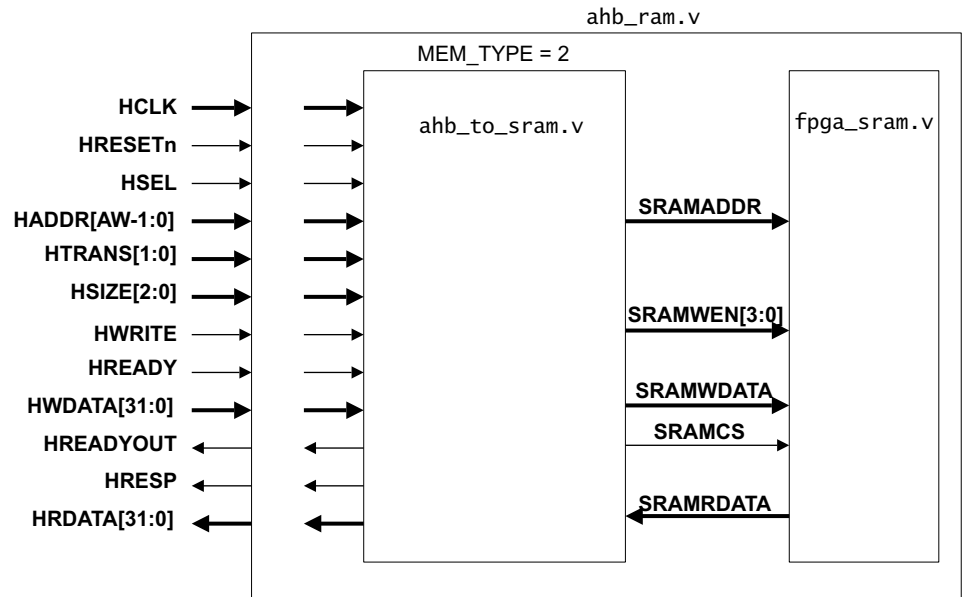 ahb_ram.v
MEM_TYPE = 2
ahb_to_sram.v
fpga_sram.v
HCLK
HRESETn
HSEL
HADDR[AW-1:0]
HTRANS[1:0]
HSIZE[2:0]
HWRITE
HREADY
HWDATA[31:0]
HREADYOUT
HRESP
HRDATA[31:0]
SRAMADDR
SRAMWEN[3:0]
SRAMWDATA
SRAMCS
SRAMRDATA